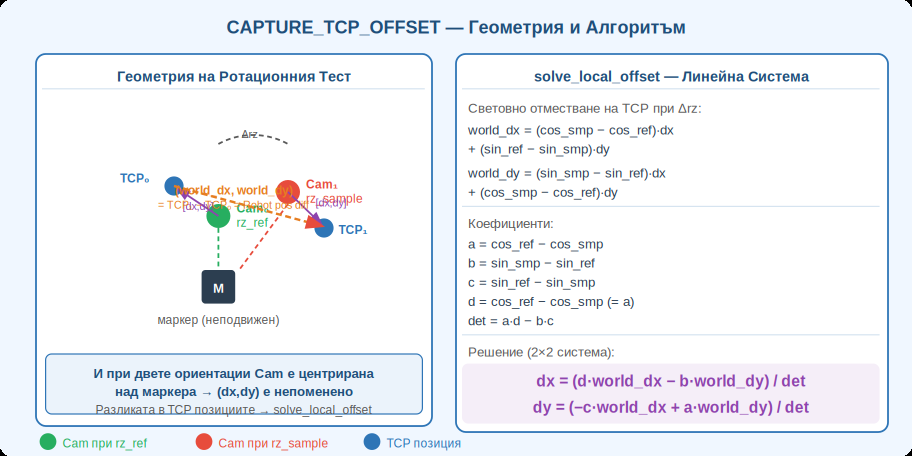 CAPTURE_TCP_OFFSET — Геометрия и Алгоритъм
Геометрия на Ротационния Тест
Δrz
TCP₀
(world_dx, world_dy)
Cam₁
rz_sample
[dx,dy]
[dx,dy]
rz_ref
TCP₁
M
маркер (неподвижен)
И при двете ориентации Cam е центрирана
над маркера → (dx,dy) е непоменено
Разликата в TCP позициите → solve_local_offset
solve_local_offset — Линейна Система
Световно отместване на TCP при Δrz:
world_dx = (cos_smp − cos_ref)·dx
+ (sin_ref − sin_smp)·dy
world_dy = (sin_smp − sin_ref)·dx
+ (cos_smp − cos_ref)·dy
Коефициенти:
a = cos_ref − cos_smp
b = sin_smp − sin_ref
c = sin_ref − sin_smp
d = cos_ref − cos_smp (= a)
det = a·d − b·c
Решение (2×2 система):
dx = (d·world_dx − b·world_dy) / det
dy = (−c·world_dx + a·world_dy) / det
Cam при rz_ref
Cam при rz_sample
TCP позиция